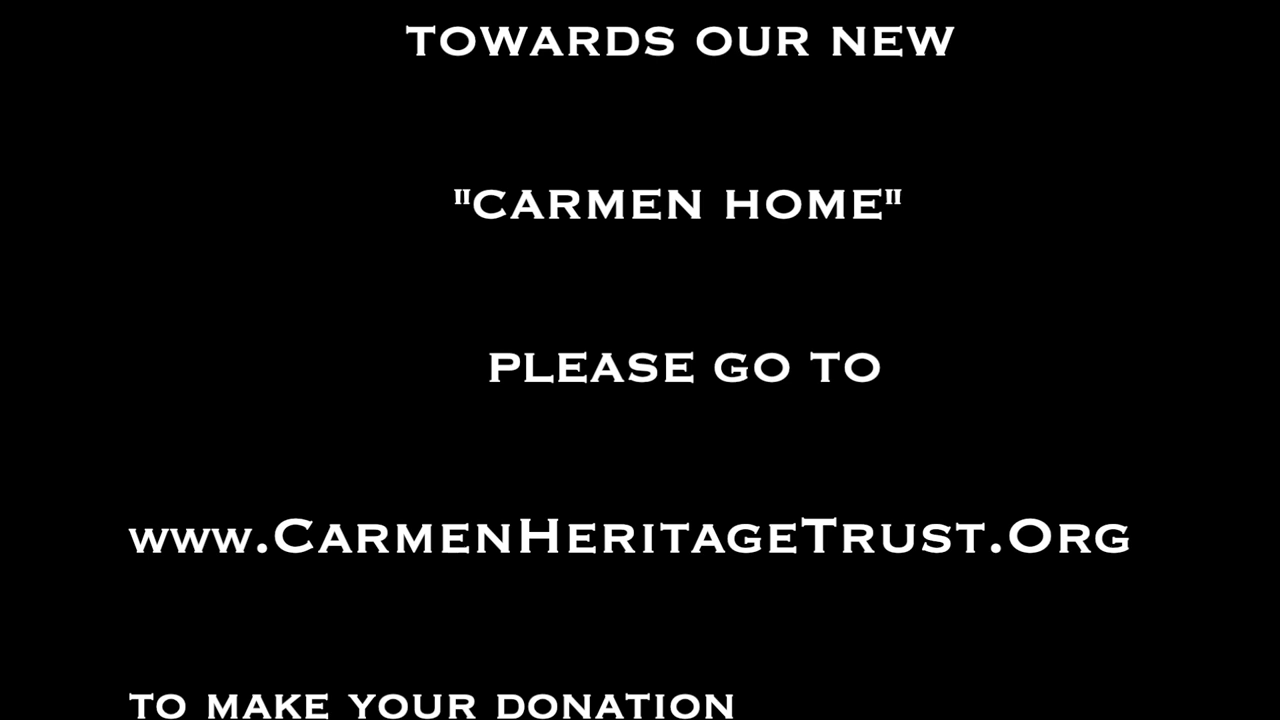 TOWARDS OUR NEW
"CARMEN HOME"
PLEASE GO TO
WWW.CARMENHERITAGETRUST.ORG
TO MAKE YOUR DONATION